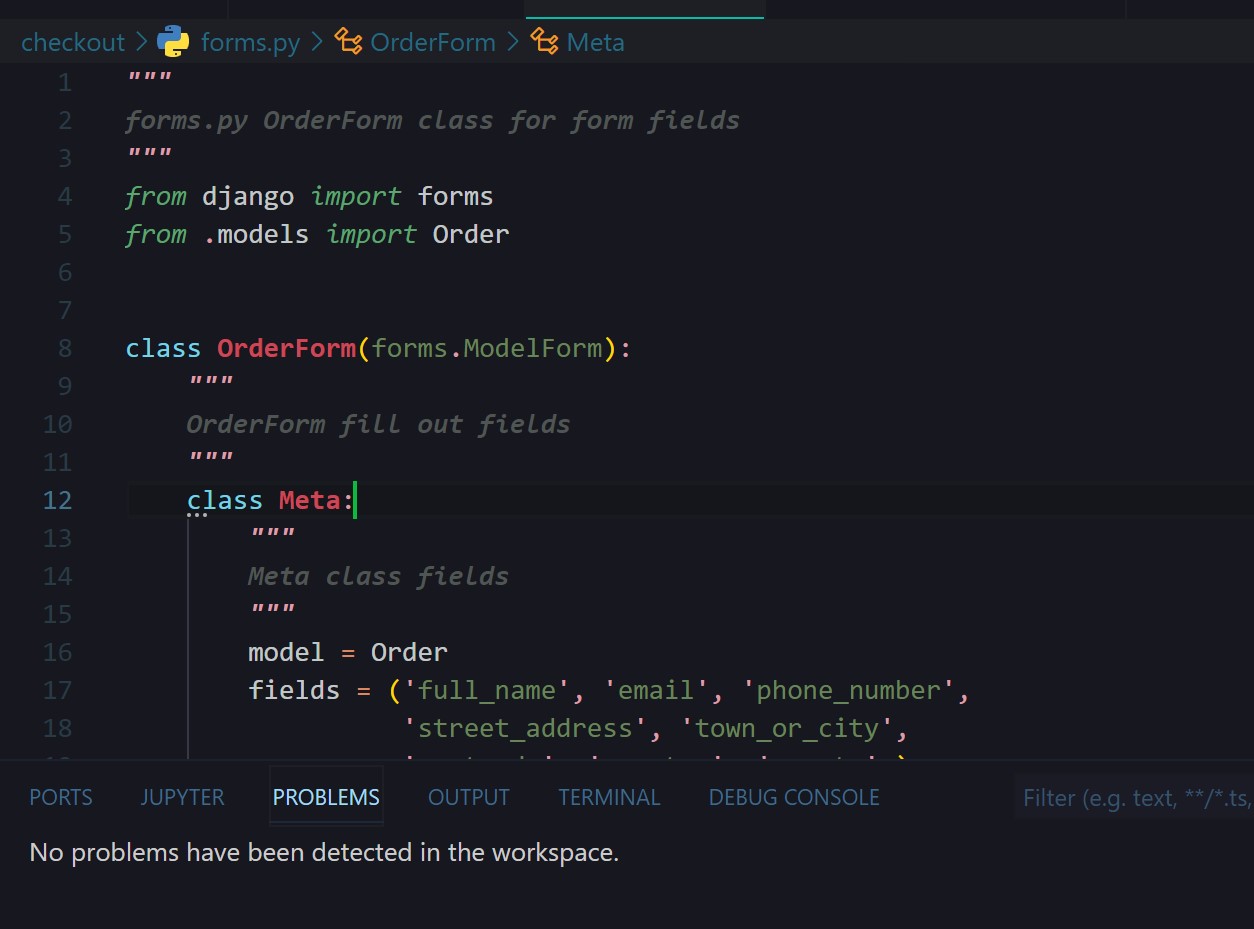 checkout > forms.py > OrderForm > Meta
1 """
2 forms.py OrderForm class for form fields
3 """
4 from django import forms
5 from .models import Order
6
7
8 class OrderForm(forms.ModelForm):
9 """
10 OrderForm fill out fields
11 """
12 class Meta:
13 """
14 Meta class fields
15 """
16 model = Order
17 fields = ('full_name', 'email', 'phone_number',
18 'street_address', 'town_or_city',
PORTS JUPYTER PROBLEMS OUTPUT TERMINAL DEBUG CONSOLE Filter (e.g. text, **/*.ts,
No problems have been detected in the workspace.